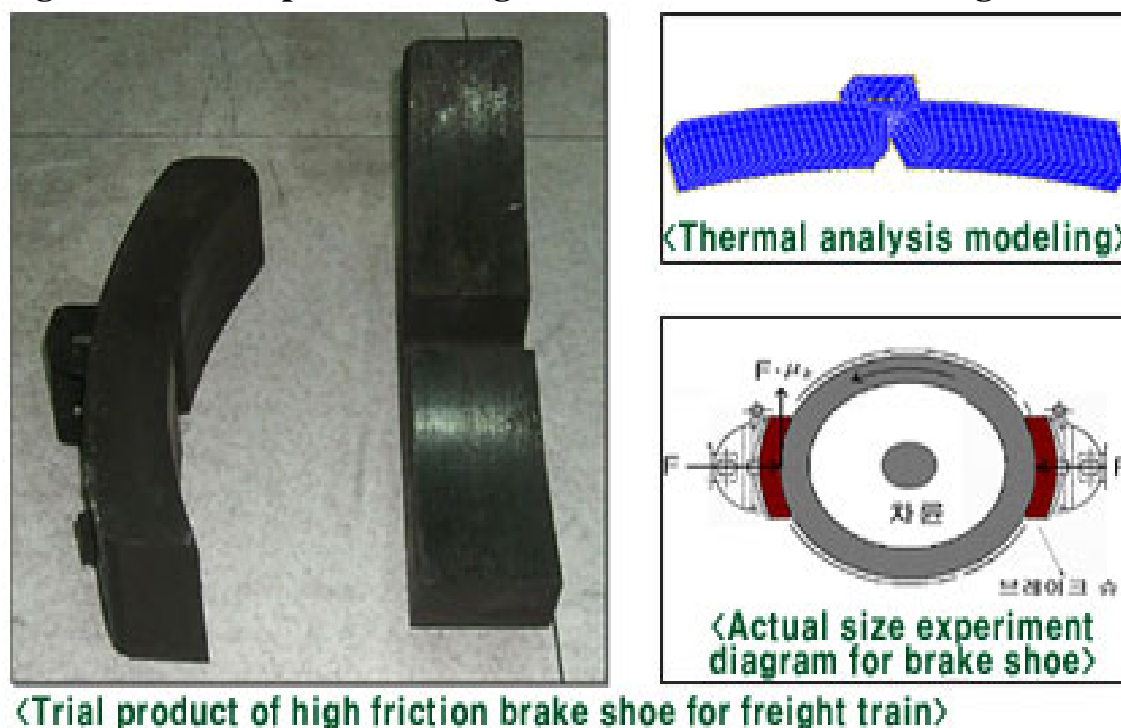 <Thermal analysis modeling>
F·μ₂
F
F
차륜
브레이크 슈
<Actual size experiment
diagram for brake shoe>
<Trial product of high friction brake shoe for freight train>